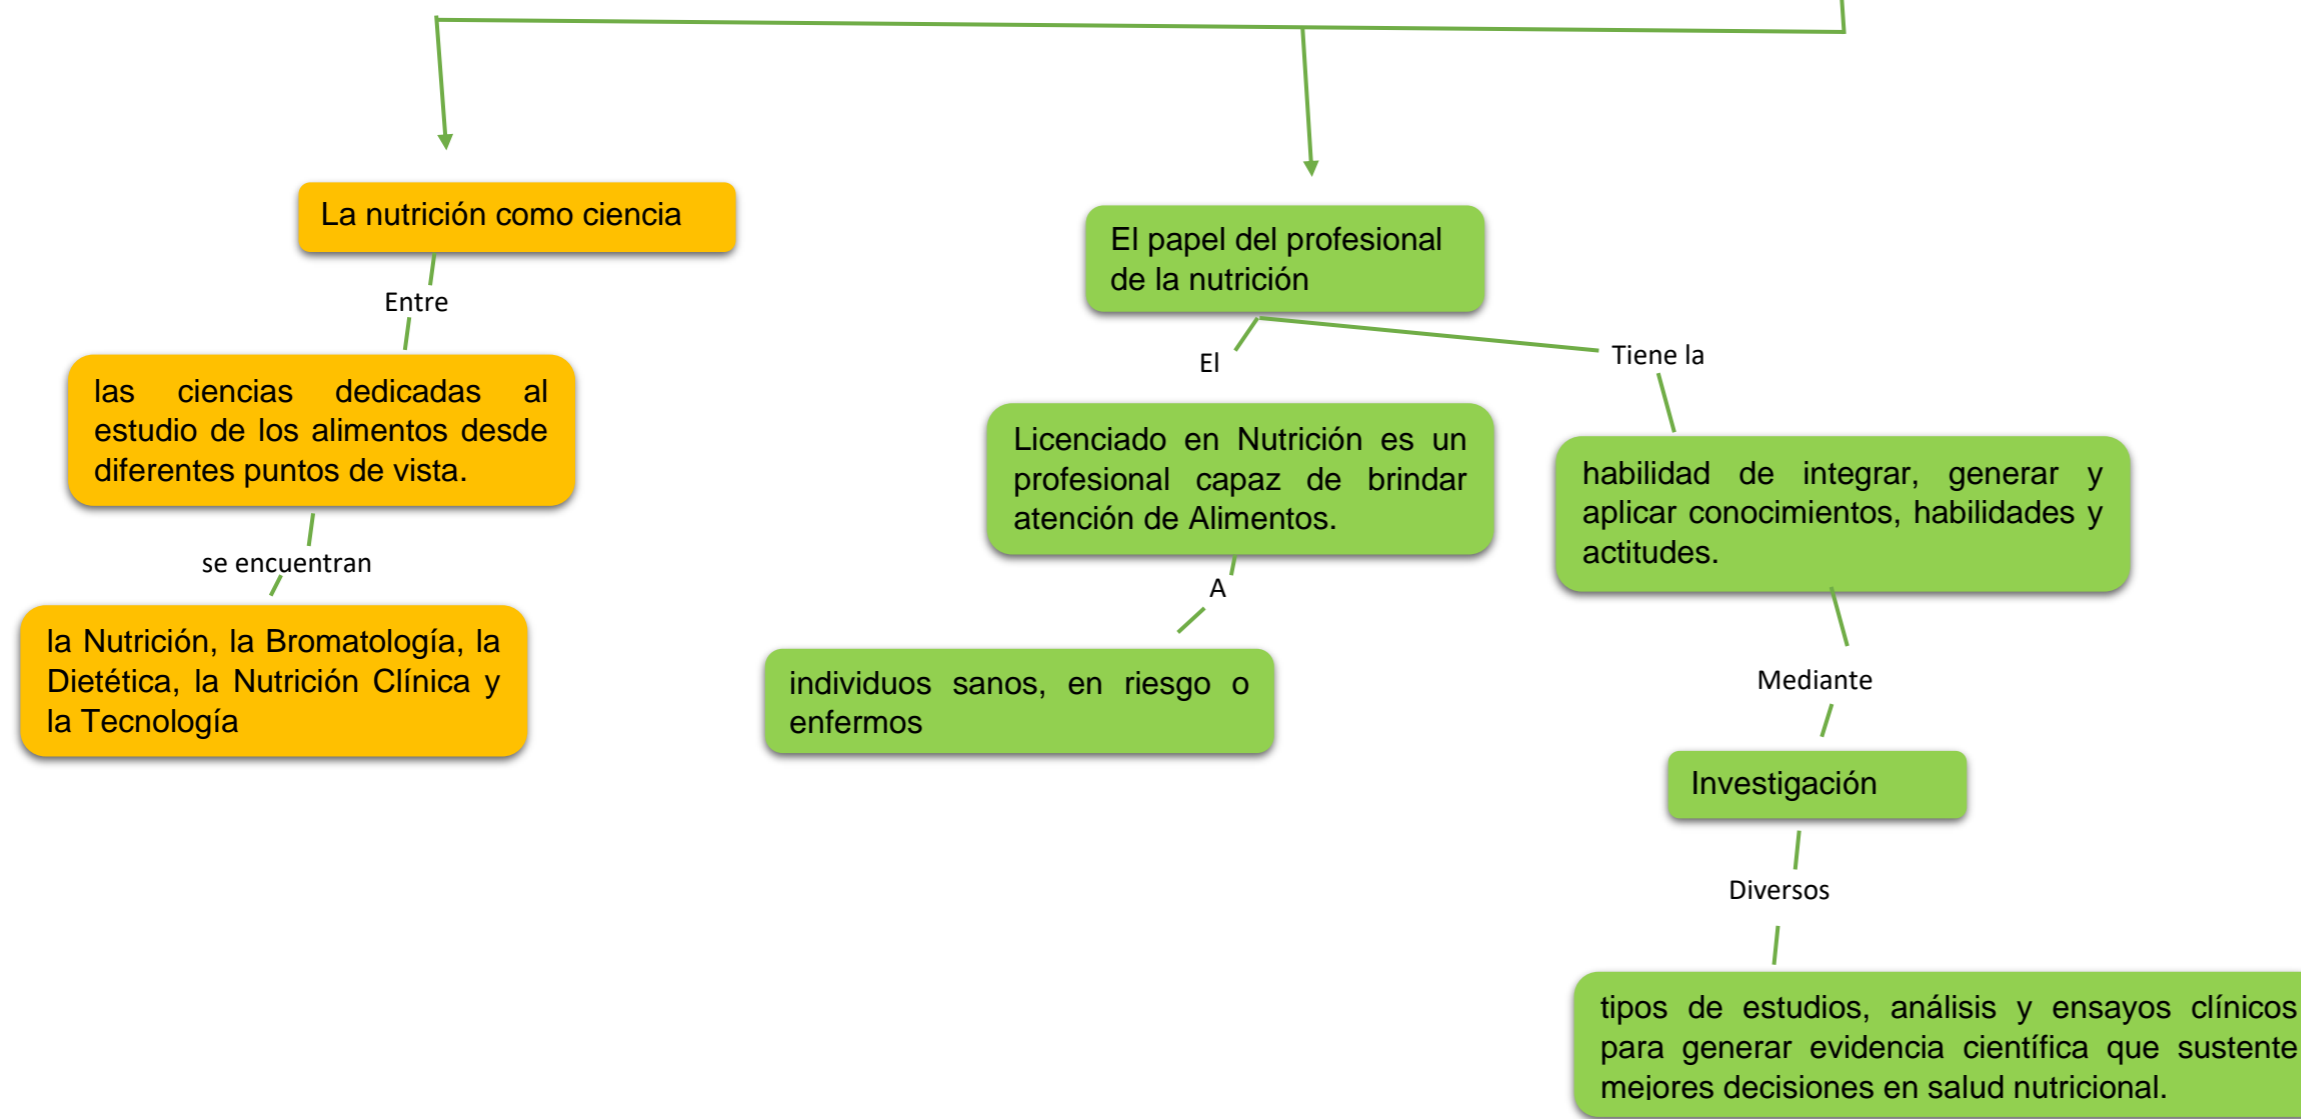 La nutrición como ciencia
Entre
las ciencias dedicadas al
estudio de los alimentos desde
diferentes puntos de vista.
se encuentran
la Nutrición, la Bromatología, la
Dietética, la Nutrición Clínica y
la Tecnología
El papel del profesional
de la nutrición
El
Licenciado en Nutrición es un
profesional capaz de brindar
atención de Alimentos.
A
individuos sanos, en riesgo o
enfermos
Tiene la
habilidad de integrar, generar y
aplicar conocimientos, habilidades y
actitudes.
Mediante
Investigación
Diversos
tipos de estudios, análisis y ensayos clínicos
para generar evidencia científica que sustente
mejores decisiones en salud nutricional.